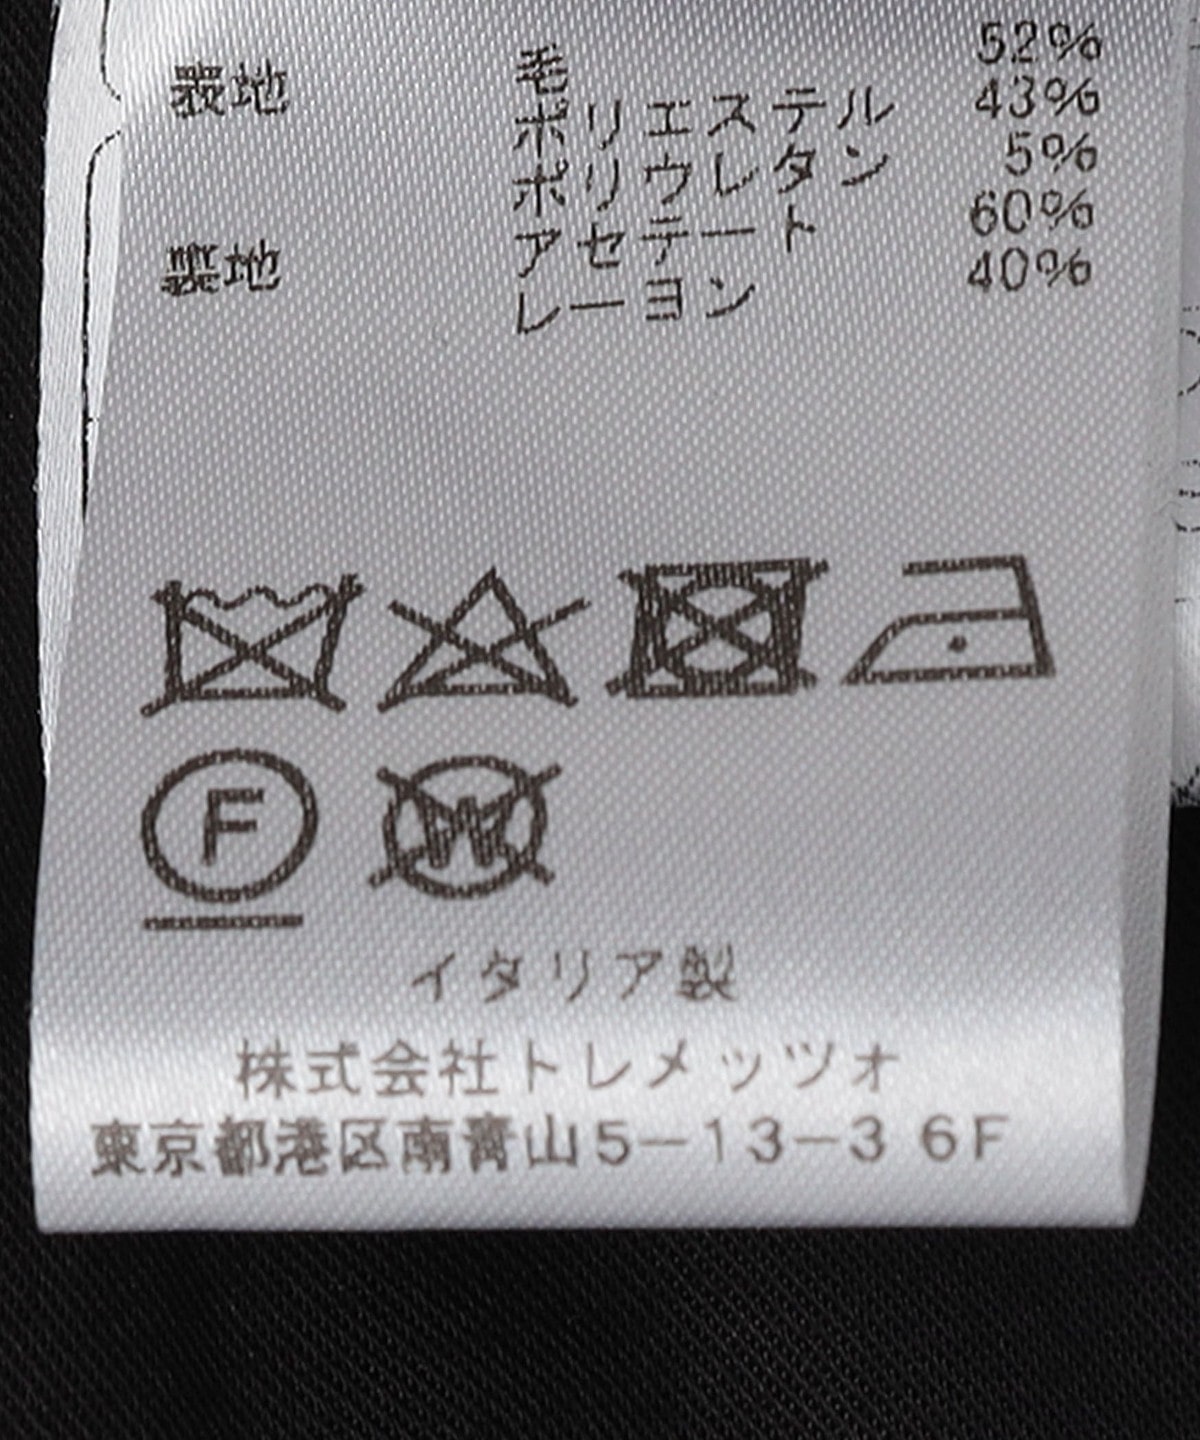 表地 毛 52%
ポリエステル 43%
ポリウレタン 5%
裏地 アセテート 60%
レーヨン 40%
F W
イタリア製
株式会社トレメッツォ
東京都港区南青山5-13-3 6F